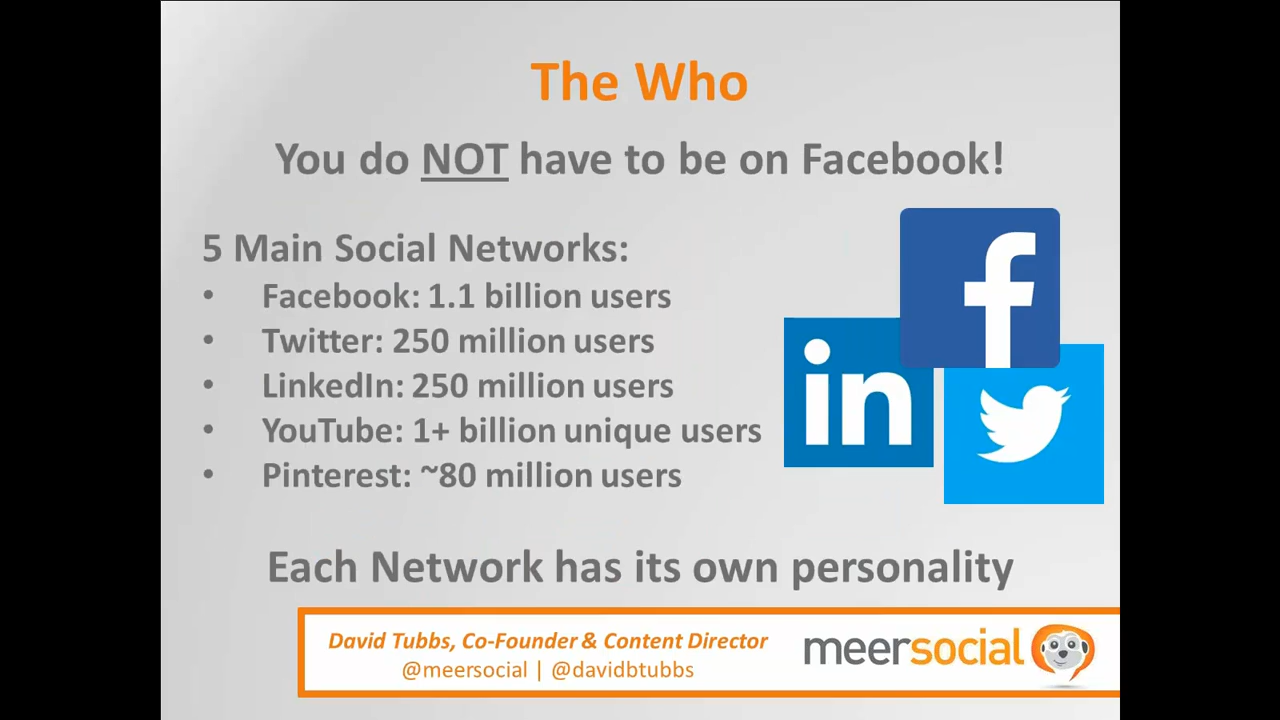 The Who
You do NOT have to be on Facebook!
5 Main Social Networks:
• Facebook: 1.1 billion users
• Twitter: 250 million users
• LinkedIn: 250 million users
• YouTube: 1+ billion unique users
• Pinterest: ~80 million users
f
in
Each Network has its own personality
David Tubbs, Co-Founder & Content Director
@meersocial | @davidbtubbs
meersocial